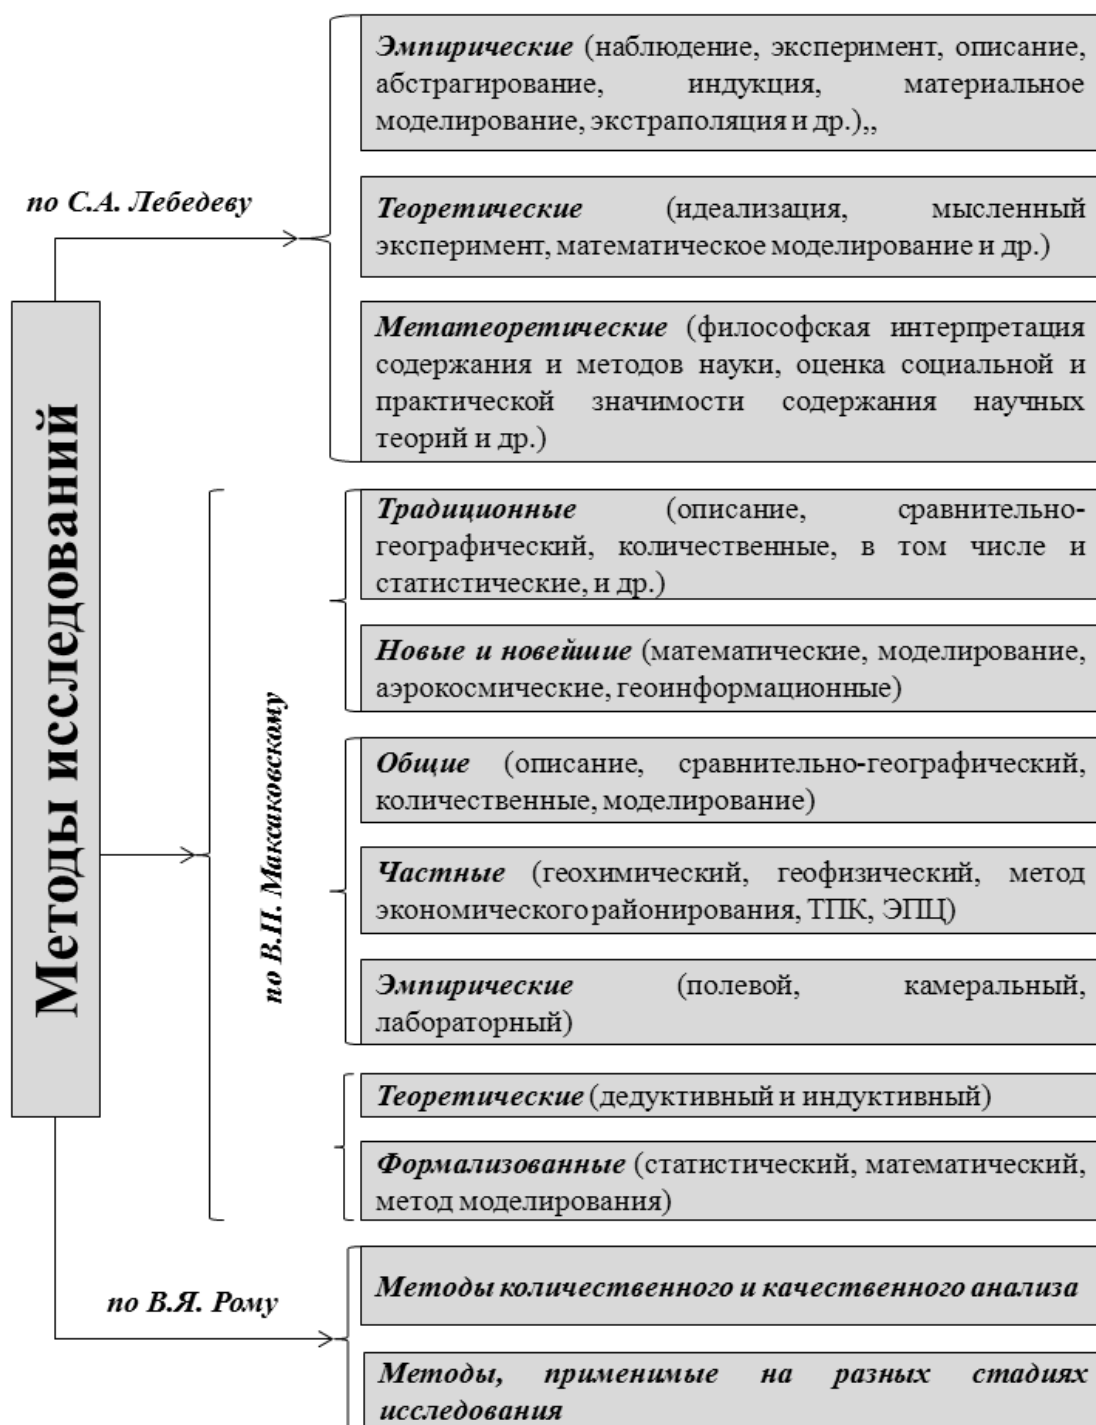 Методы исследований
по С.А. Лебедеву
Эмпирические (наблюдение, эксперимент, описание,
абстрагирование, индукция, материальное
моделирование, экстраполяция и др.),,
Теоретические (идеализация, мысленный
эксперимент, математическое моделирование и др.)
Метатеоретические (философская интерпретация
содержания и методов науки, оценка социальной и
практической значимости содержания научных
теорий и др.)
по В.П. Максаковскому
Традиционные (описание, сравнительно-
географический, количественные, в том числе и
статистические, и др.)
Новые и новейшие (математические, моделирование,
аэрокосмические, геоинформационные)
Общие (описание, сравнительно-географический,
количественные, моделирование)
Частные (геохимический, геофизический, метод
экономического районирования, ТПК, ЭПЦ)
Эмпирические (полевой, камеральный,
лабораторный)
Теоретические (дедуктивный и индуктивный)
Формализованные (статистический, математический,
метод моделирования)
по В.Я. Рому
Методы количественного и качественного анализа
Методы, применимые на разных стадиях
исследования